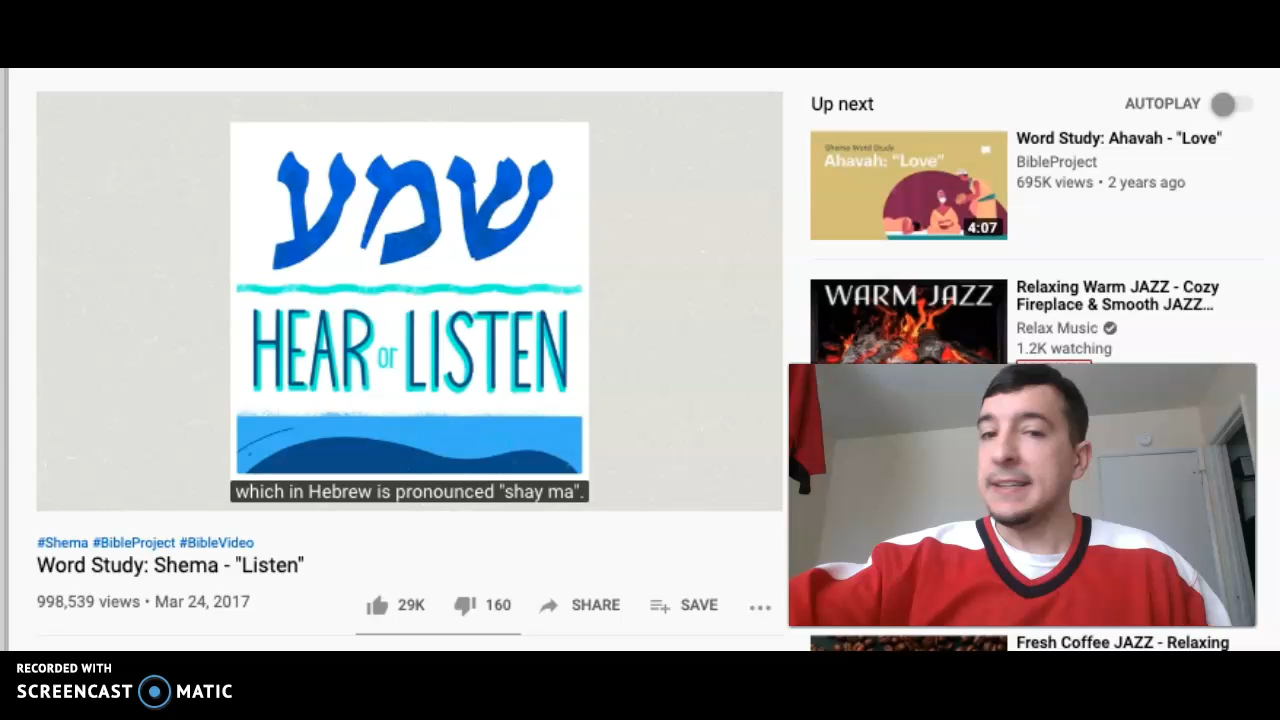 שמע
HEAR or LISTEN
which in Hebrew is pronounced "shay ma".
#Shema #BibleProject #BibleVideo
Word Study: Shema - "Listen"
998,539 views • Mar 24, 2017
29K
160
SHARE
SAVE
Up next
AUTOPLAY
Shema Word Study
Ahavah: "Love"
4:07
Word Study: Ahavah - "Love"
BibleProject
695K views • 2 years ago
WARM JAZZ
Relaxing Warm JAZZ - Cozy
Fireplace & Smooth JAZZ...
Relax Music
1.2K watching
Fresh Coffee JAZZ - Relaxing
RECORDED WITH
SCREENCAST MATIC